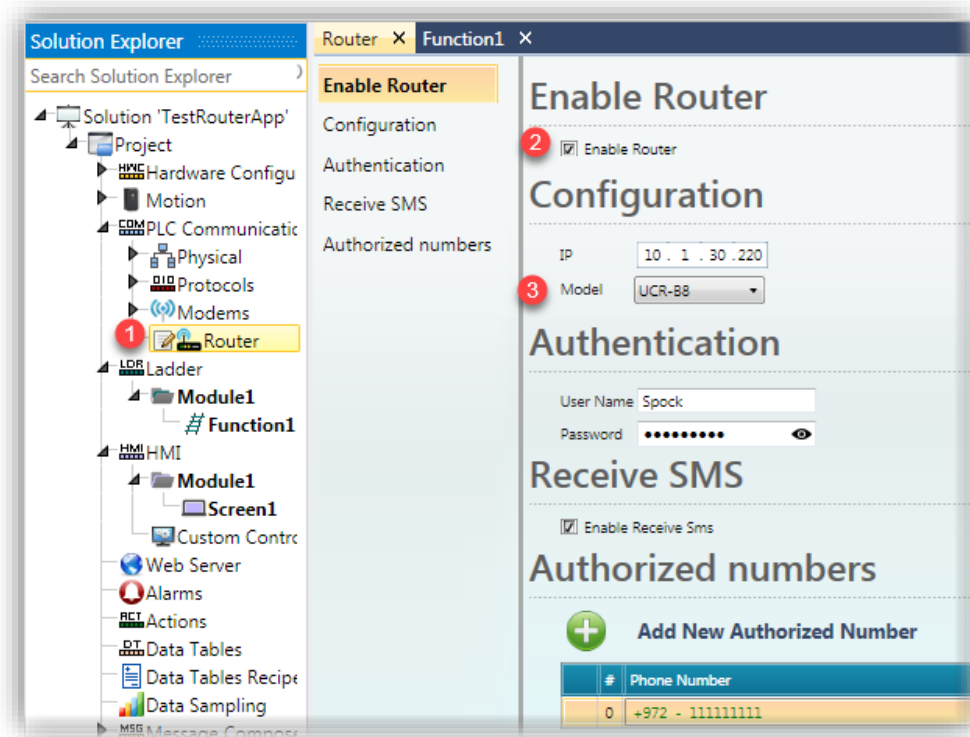 Solution Explorer
Search Solution Explorer
Solution 'TestRouterApp'
Project
HWC Hardware Configu
Motion
COM PLC Communicatic
Physical
Protocols
Modems
1
Router
LDR Ladder
Module1
Function1
HMI HMI
Module1
Screen1
Custom Contrc
Web Server
Alarms
ACT Actions
DT Data Tables
Data Tables Recipe
Data Sampling
MSG Message Compose
Router X Function1 X
Enable Router
Configuration
Authentication
Receive SMS
Authorized numbers
Enable Router
2
Enable Router
Configuration
IP 10 . 1 . 30 .220
3
Model UCR-B8
Authentication
User Name Spock
Password •••••••••
Receive SMS
Enable Receive Sms
Authorized numbers
Add New Authorized Number
# Phone Number
0 +972 - 111111111